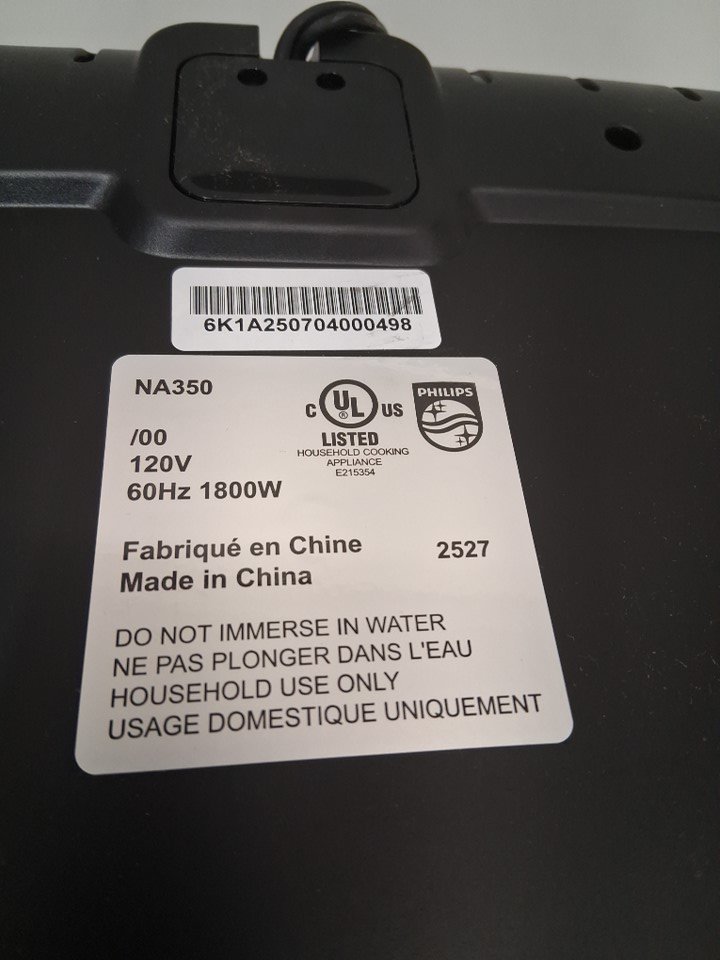 6K1A250704000498
NA350
/00
120V
60Hz 1800W
C UL ® US
LISTED
HOUSEHOLD COOKING
APPLIANCE
E215354
PHILIPS
Fabriqué en Chine
Made in China
2527
DO NOT IMMERSE IN WATER
NE PAS PLONGER DANS L'EAU
HOUSEHOLD USE ONLY
USAGE DOMESTIQUE UNIQUEMENT